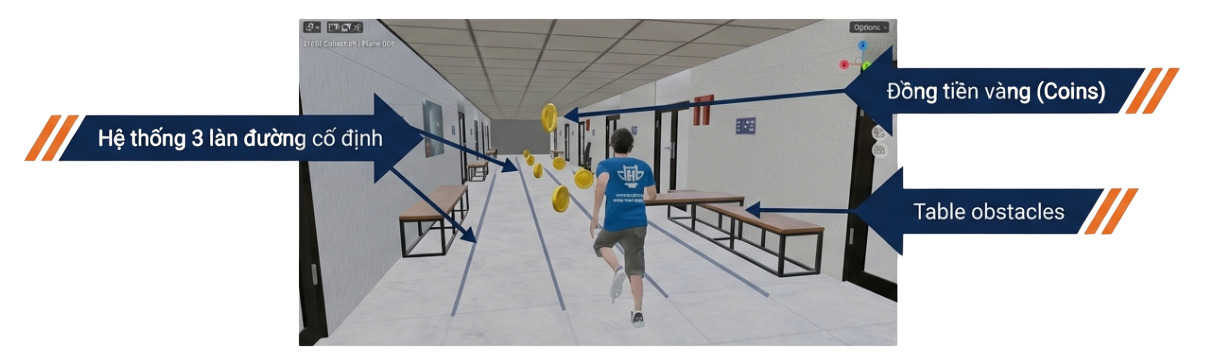 Options
Đồng tiền vàng (Coins)
Hệ thống 3 làn đường cố định
Table obstacles